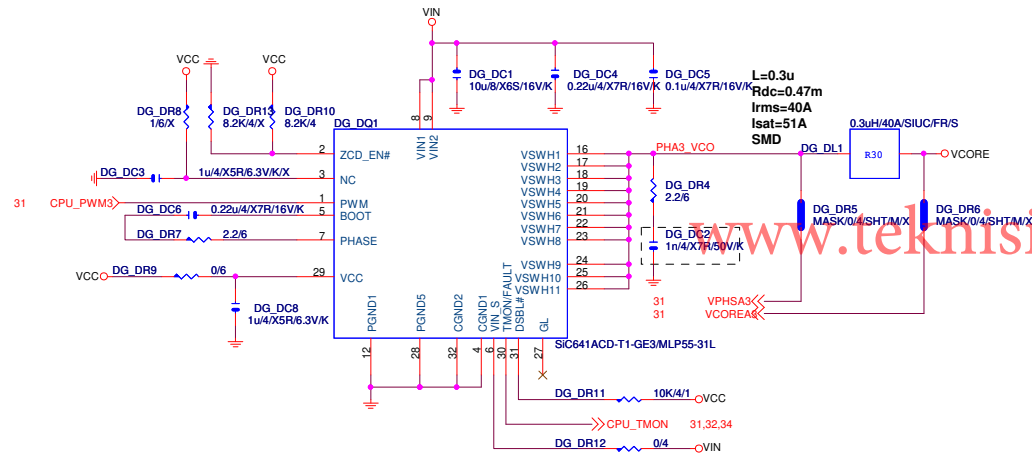 VIN
VCC
VCC
DG_DC1
10u/8/X6S/16V/K
DG_DC4
0.22u/4/X7R/16V/K
DG_DC5
0.1u/4/X7R/16V/K
L=0.3u
Rdc=0.47m
Irms=40A
Isat=51A
SMD
DG_DR8
1/6/X
DG_DR13
8.2K/4/X
DG_DR10
8.2K/4
DG_DQ1
8
9
VIN1
VIN2
0.3uH/40A/SIUC/FR/S
DG_DL1
R30
VCORE
PHA3_VCO
2
ZCD_EN#
DG_DC3
1u/4/X5R/6.3V/K/X
3
NC
31
CPU_PWM3
1
PWM
DG_DC6
0.22u/4/X7R/16V/K
5
BOOT
DG_DR7
2.2/6
7
PHASE
VCC
DG_DR9
0/6
29
VCC
DG_DC8
1u/4/X5R/6.3V/K
VSWH1
16
VSWH2
17
VSWH3
18
VSWH4
19
VSWH5
20
VSWH6
21
VSWH7
22
VSWH8
23
VSWH9
24
VSWH10
25
VSWH11
26
DG_DR4
2.2/6
DG_DC2
1n/4/X7R/50V/K
DG_DR5
MASK/0/4/SHT/M/X
DG_DR6
MASK/0/4/SHT/M/X
www.teknisi
31
VPHSA3
31
VCOREA3
PGND1
PGND5
CGND2
CGND1
VIN_S
TMON/FAULT
DSBL#
GL
12
28
32
4
6
30
31
27
SiC641ACD-T1-GE3/MLP55-31L
DG_DR11
10K/4/1
VCC
CPU_TMON
31,32,34
DG_DR12
0/4
VIN